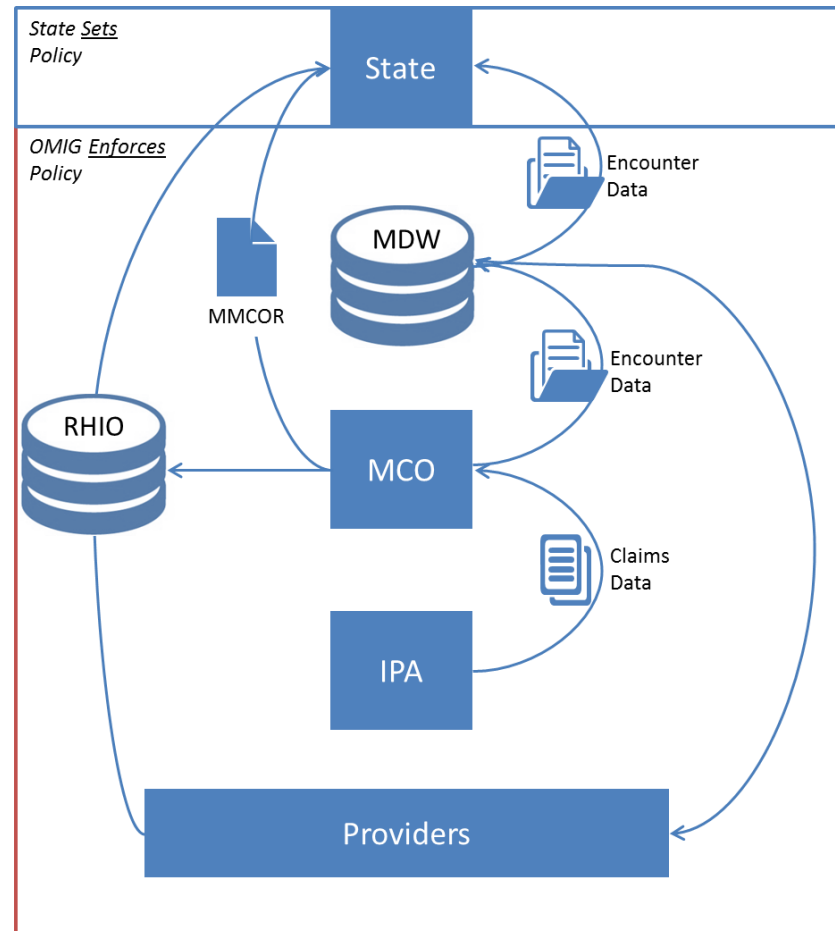 State Sets
Policy
State
OMIG Enforces
Policy
Encounter
Data
MDW
MMCOR
Encounter
Data
RHIO
MCO
Claims
Data
IPA
Providers